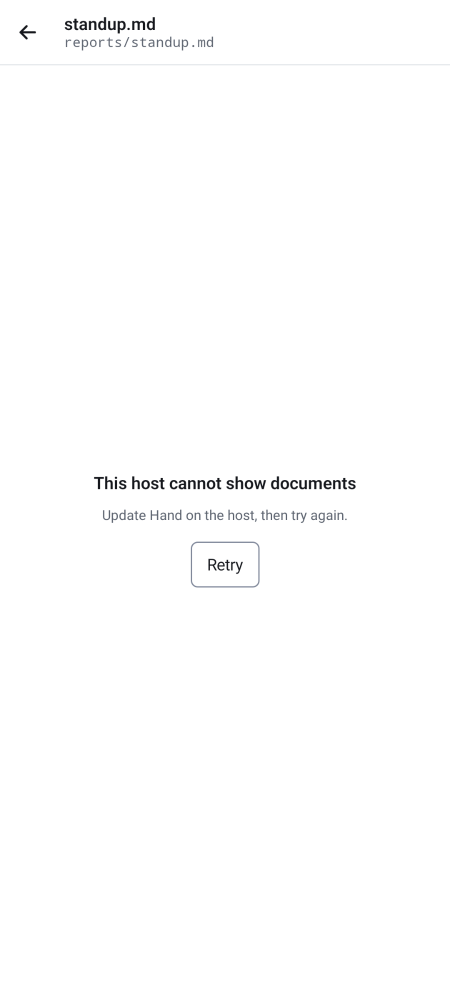 standup.md
reports/standup.md
This host cannot show documents
Update Hand on the host, then try again.
Retry